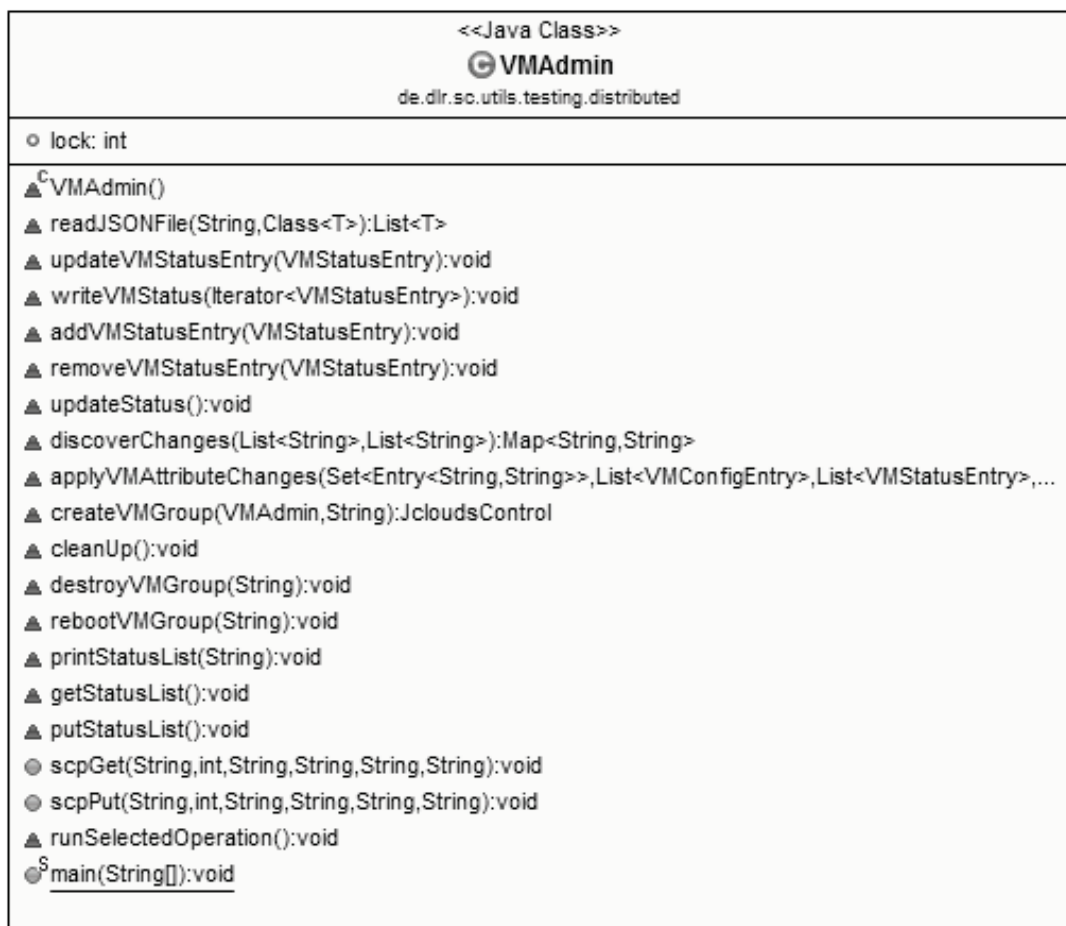 <<Java Class>>
C VMAdmin
de.dlr.sc.utils.testing.distributed
lock: int
C VMAdmin()
readJSONFile(String,Class<T>):List<T>
updateVMStatusEntry(VMStatusEntry):void
writeVMStatus(Iterator<VMStatusEntry>):void
addVMStatusEntry(VMStatusEntry):void
removeVMStatusEntry(VMStatusEntry):void
updateStatus():void
discoverChanges(List<String>,List<String>):Map<String,String>
applyVMAttributeChanges(Set<Entry<String,String>>,List<VMConfigEntry>,List<VMStatusEntry>,...
createVMGroup(VMAdmin,String):JcloudsControl
cleanUp():void
destroyVMGroup(String):void
rebootVMGroup(String):void
printStatusList(String):void
getStatusList():void
putStatusList():void
scpGet(String,int,String,String,String,String):void
scpPut(String,int,String,String,String,String):void
runSelectedOperation():void
S main(String[]):void